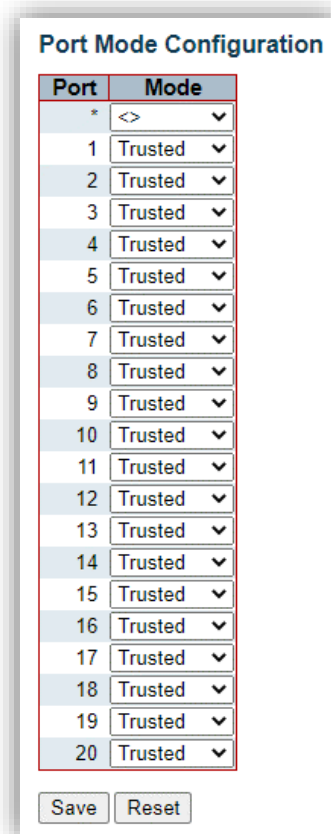 Port Mode Configuration
Port Mode
* <>
1 Trusted
2 Trusted
3 Trusted
4 Trusted
5 Trusted
6 Trusted
7 Trusted
8 Trusted
9 Trusted
10 Trusted
11 Trusted
12 Trusted
13 Trusted
14 Trusted
15 Trusted
16 Trusted
17 Trusted
18 Trusted
19 Trusted
20 Trusted
Save Reset